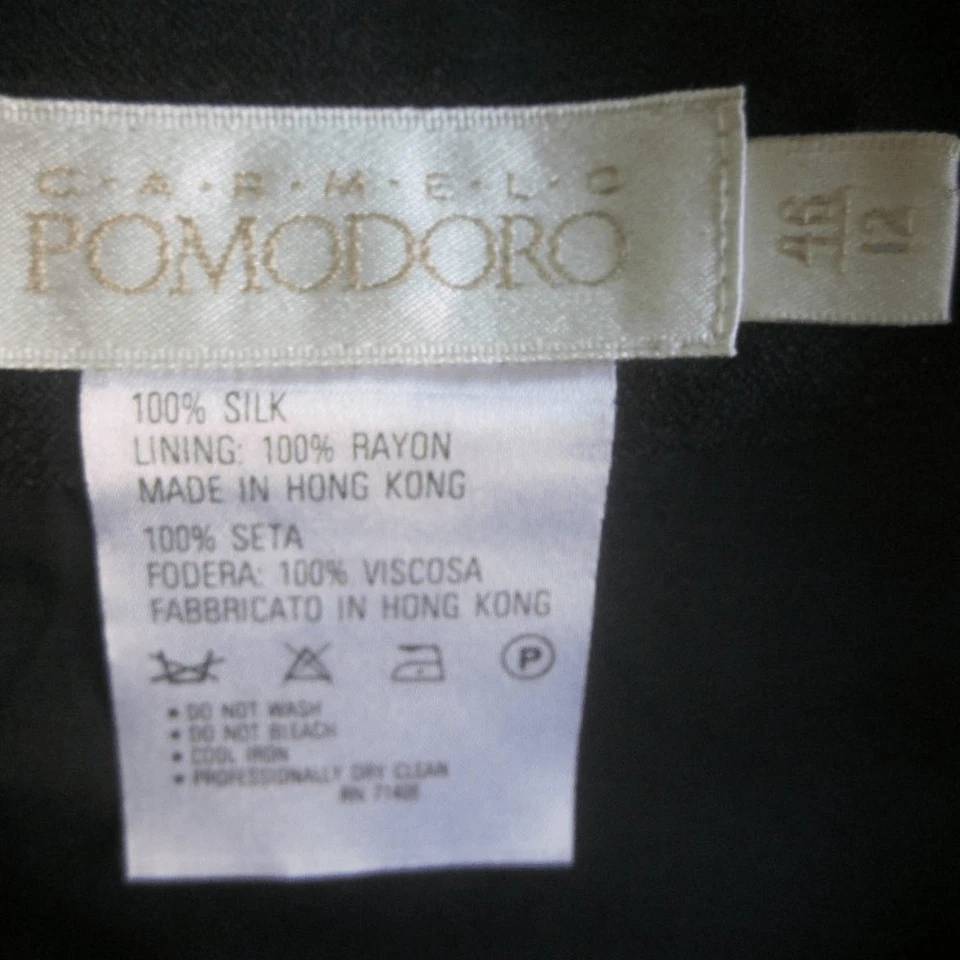 C·A·R·M·E·L·O
POMODORO
46
12
100% SILK
LINING: 100% RAYON
MADE IN HONG KONG
100% SETA
FODERA: 100% VISCOSA
FABBRICATO IN HONG KONG
P
• DO NOT WASH
• DO NOT BLEACH
• COOL IRON
• PROFESSIONALLY DRY CLEAN
RN